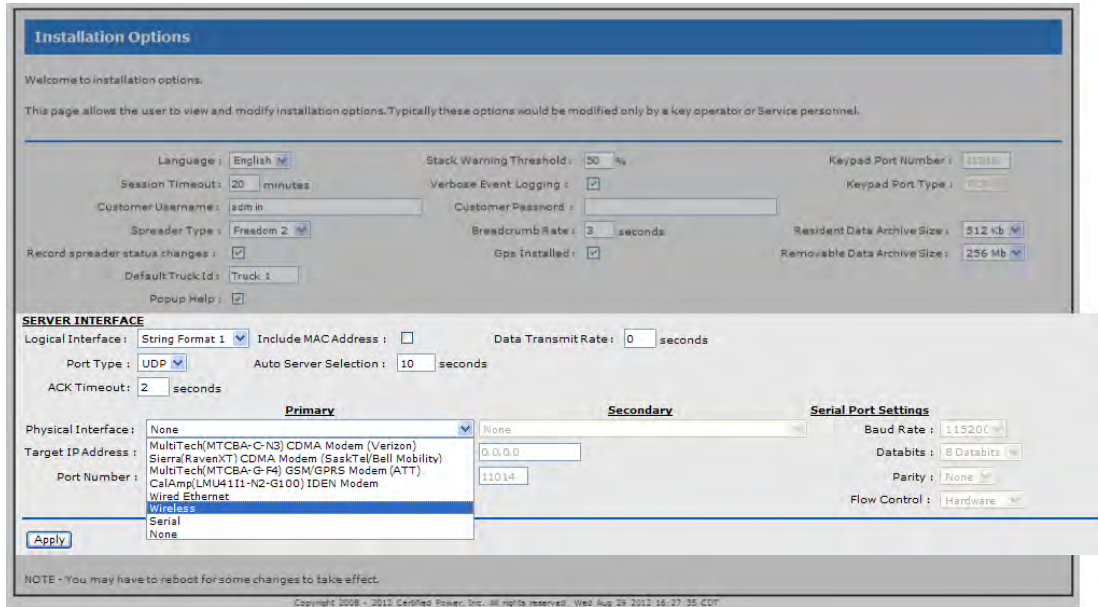 Installation Options
Welcome to installation options.
This page allows the user to view and modify installation options. Typically these options would be modified only by a key operator or Service personnel.
Language : English Stack Warning Threshold : 50 % Keypad Port Number :
Session Timeout : 20 minutes Verbose Event Logging : Keypad Port Type :
Customer Username : admin Customer Password :
Spreader Type : Freedom 2 Breadcrumb Rate : 3 seconds Resident Data Archive Size : 512 Kb
Record spreader status changes : Gps Installed : Removable Data Archive Size : 256 Mb
Default Truck Id : Truck 1
Popup Help :
SERVER INTERFACE
Logical Interface : String Format 1 Include MAC Address : Data Transmit Rate : 0 seconds
Port Type : UDP Auto Server Selection : 10 seconds
ACK Timeout: 2 seconds
Primary Secondary Serial Port Settings
Physical Interface : None None Baud Rate : 115200
MultiTech(MTCBA-C-N3) CDMA Modem (Verizon)
Sierra(RavenXT) CDMA Modem (SaskTel/Bell Mobility)
Target IP Address : 0.0.0.0 Databits : 8 Databits
MultiTech(MTCBA-G-F4) GSM/GPRS Modem (ATT)
CalAmp(LMU41I1-N2-G100) IDEN Modem
Port Number : 11014 Parity : None
Wired Ethernet
Wireless
Flow Control : Hardware
Serial
None
Apply
NOTE - You may have to reboot for some changes to take effect.
Copyright 2008 - 2012 Certified Power, Inc. All rights reserved. Wed Aug 29 2012 16:27:35 CDT